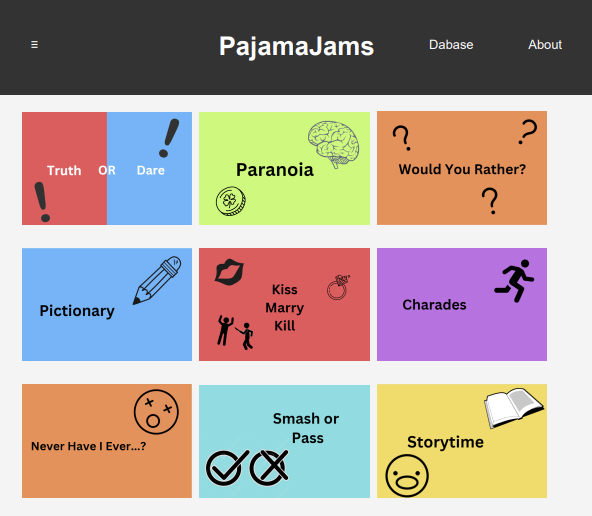 PajamaJams
Dabase
About
Truth OR Dare
Paranoia
Would You Rather?
Pictionary
Kiss
Marry
Kill
Charades
Never Have I Ever...?
Smash or
Pass
Storytime